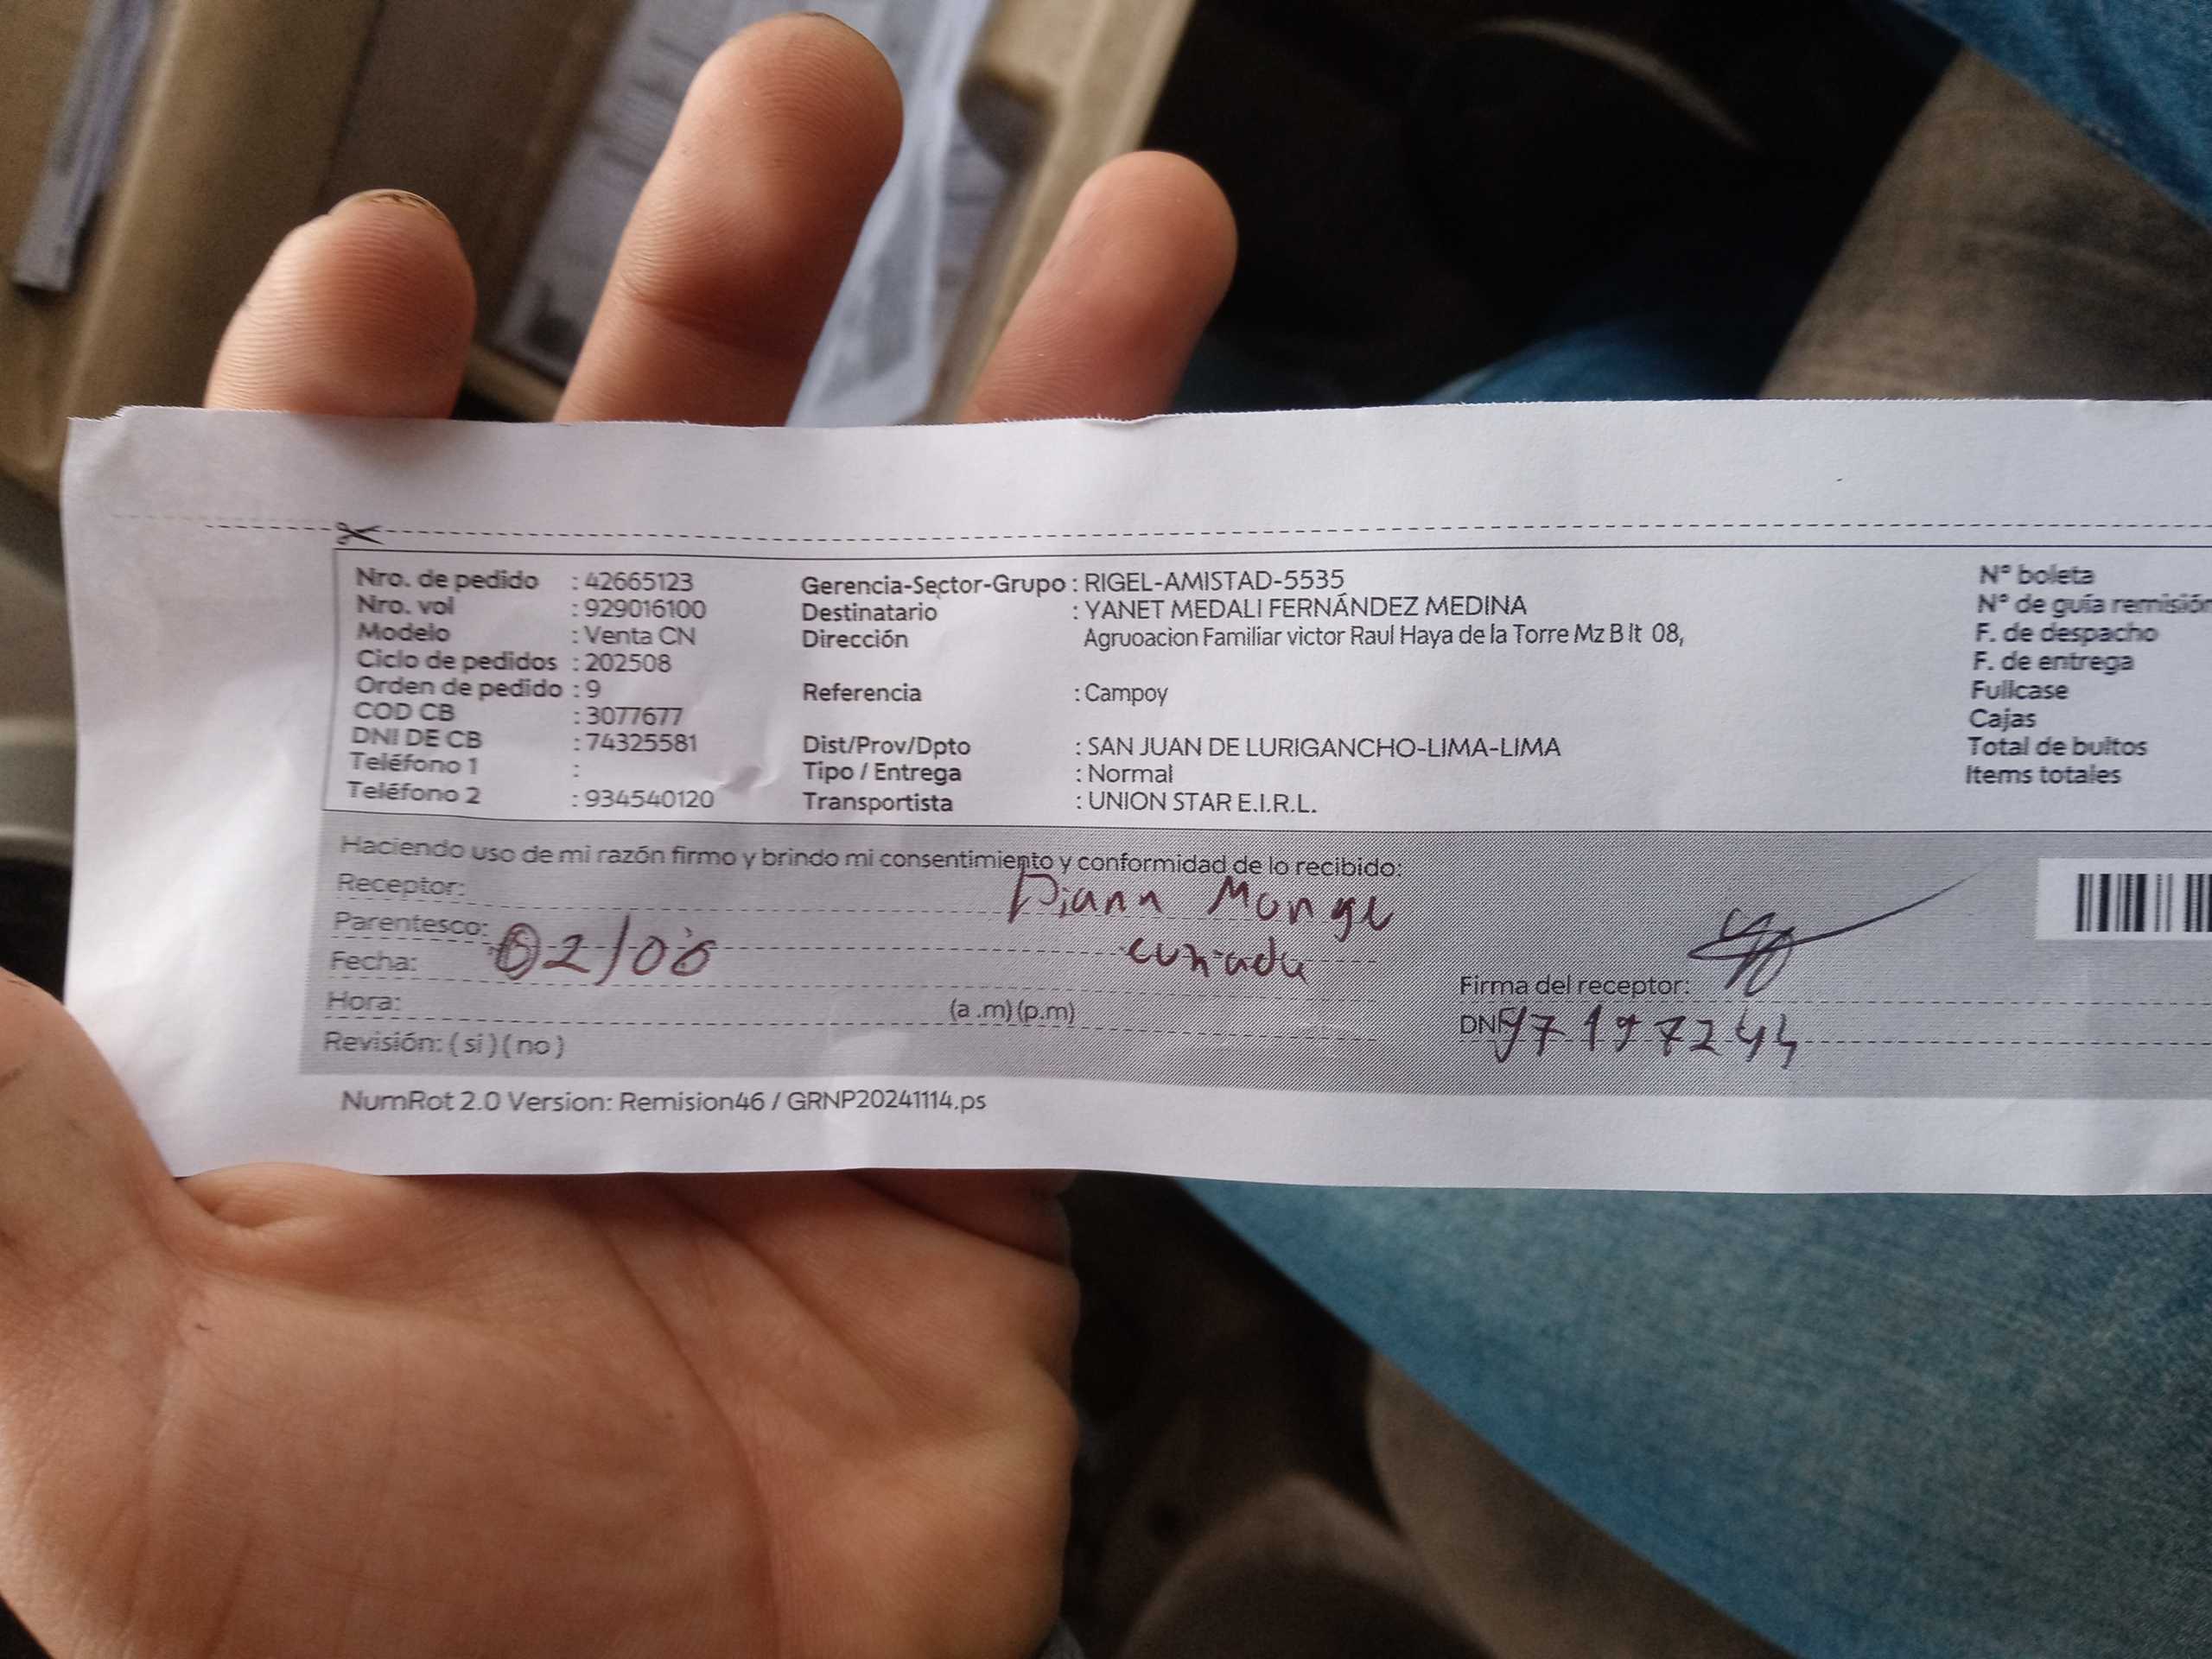 Nro. de pedido : 42665123
Nro. vol : 929016100
Modelo : Venta CN
Ciclo de pedidos : 202508
Orden de pedido : 9
COD CB : 3077677
DNI DE CB : 74325581
Teléfono 1 :
Teléfono 2 : 934540120
Gerencia-Sector-Grupo : RIGEL-AMISTAD-5535
Destinatario : YANET MEDALI FERNÁNDEZ MEDINA
Dirección Agruoacion Familiar victor Raul Haya de la Torre Mz B lt 08,
Referencia : Campoy
Dist/Prov/Dpto : SAN JUAN DE LURIGANCHO-LIMA-LIMA
Tipo / Entrega : Normal
Transportista : UNION STAR E.I.R.L.
N° boleta
N° de guía remisión
F. de despacho
F. de entrega
Fullcase
Cajas
Total de bultos
Items totales
Haciendo uso de mi razón firmo y brindo mi consentimiento y conformidad de lo recibido:
Receptor: Diann Monge
Parentesco: cuñada
Fecha: 02/06
Hora: (a .m) (p.m)
Revisión: ( si ) ( no )
Firma del receptor:
DNI
NumRot 2.0 Version: Remision46 / GRNP20241114.ps